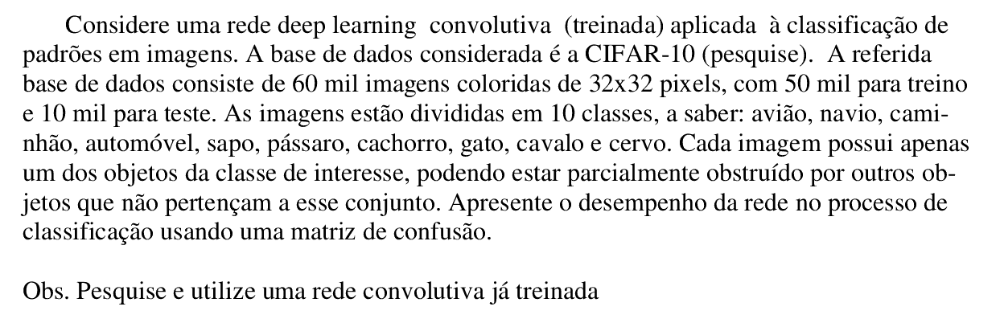 Considere uma rede deep learning convolutiva (treinada) aplicada à classificação de
padrões em imagens. A base de dados considerada é a CIFAR-10 (pesquise). A referida
base de dados consiste de 60 mil imagens coloridas de 32x32 pixels, com 50 mil para treino
e 10 mil para teste. As imagens estão divididas em 10 classes, a saber: avião, navio, cami-
nhão, automóvel, sapo, pássaro, cachorro, gato, cavalo e cervo. Cada imagem possui apenas
um dos objetos da classe de interesse, podendo estar parcialmente obstruído por outros ob-
jetos que não pertençam a esse conjunto. Apresente o desempenho da rede no processo de
classificação usando uma matriz de confusão.
Obs. Pesquise e utilize uma rede convolutiva já treinada